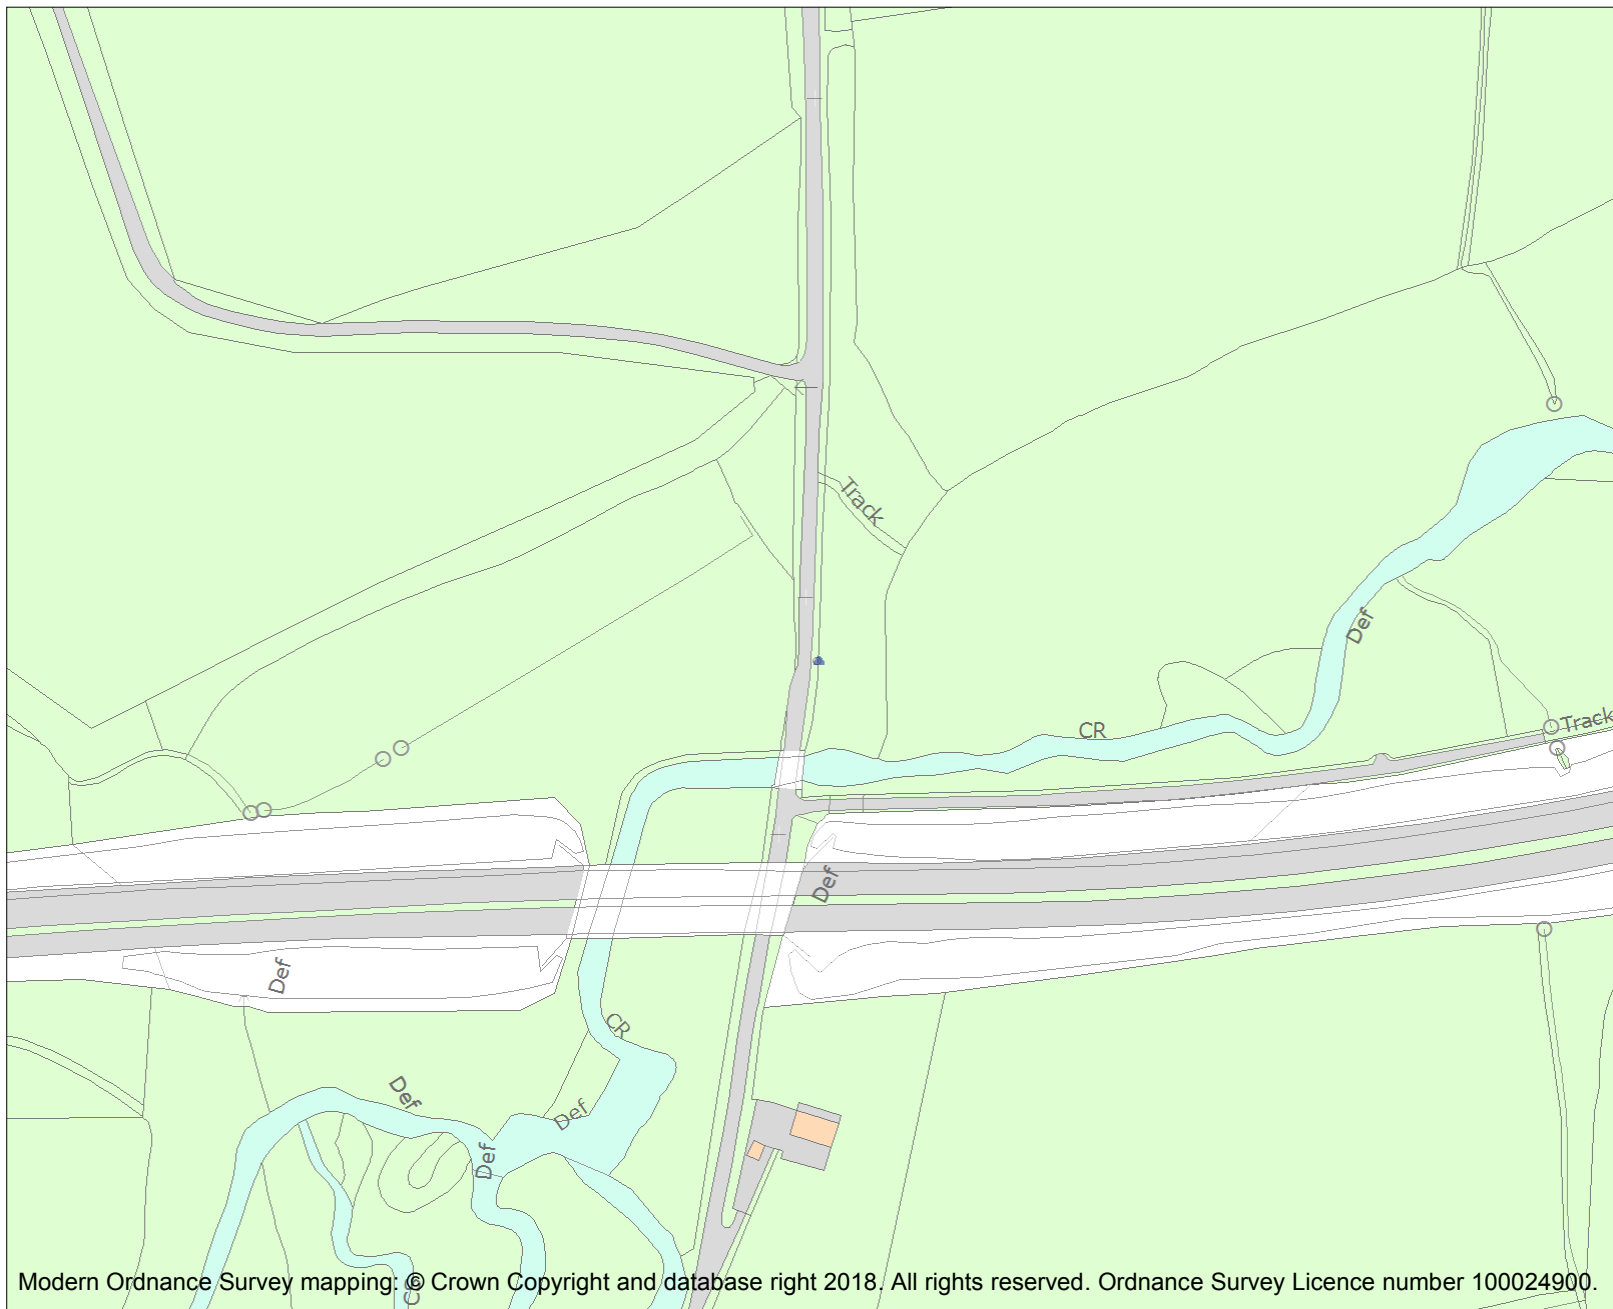 Track
Def
CR
Track
Def
Def
CR
Def
Def
Def
Modern Ordnance Survey mapping: © Crown Copyright and database right 2018. All rights reserved. Ordnance Survey Licence number 100024900.